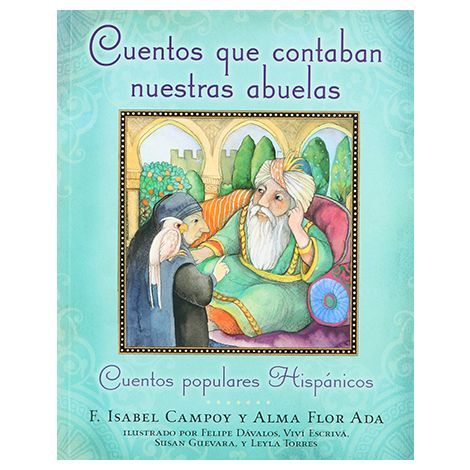 Cuentos que contaban
nuestras abuelas
Cuentos populares Hispánicos
F. Isabel Campoy y Alma Flor Ada
ilustrado por Felipe Dávalos, Viví Escrivá,
Susan Guevara, y Leyla Torres